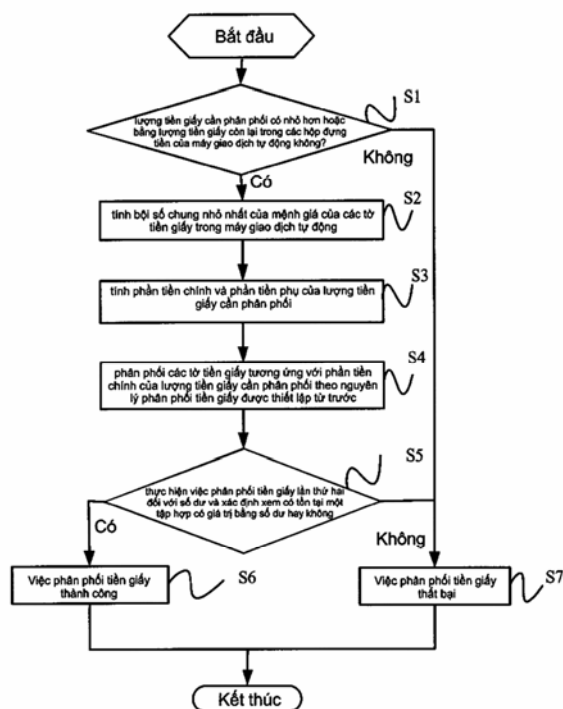 Bắt đầu
lượng tiền giấy cần phân phối có nhỏ hơn hoặc
bằng lượng tiền giấy còn lại trong các hộp đựng
tiền của máy giao dịch tự động không?
S1
Không
Có
tính bội số chung nhỏ nhất của mệnh giá của các tờ
tiền giấy trong máy giao dịch tự động
S2
tính phần tiền chính và phần tiền phụ của lượng tiền
giấy cần phân phối
S3
phân phối các tờ tiền giấy tương ứng với phần tiền
chính của lượng tiền giấy cần phân phối theo nguyên
lý phân phối tiền giấy được thiết lập từ trước
S4
thực hiện việc phân phối tiền giấy lần thứ hai
đối với số dư và xác định xem có tồn tại một
tập hợp có giá trị bằng số dư hay không
S5
Có
Không
Việc phân phối tiền giấy
thành công
S6
Việc phân phối tiền giấy
thất bại
S7
Kết thúc